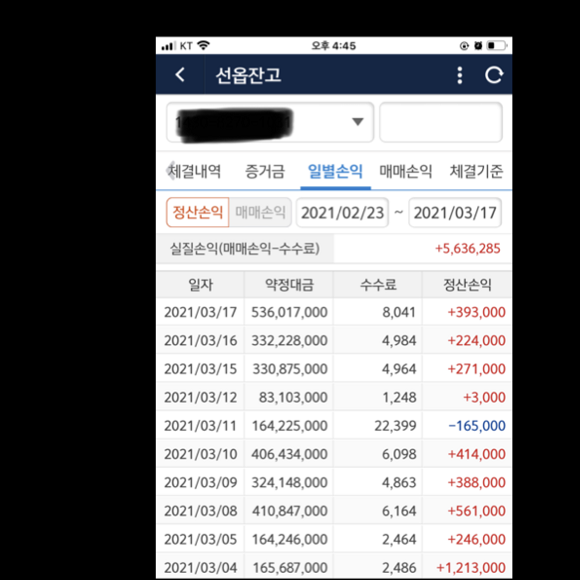 KT 오후 4:45
선옵잔고
체결내역 증거금 일별손익 매매손익 체결기준
정산손익 매매손익 2021/02/23 ~ 2021/03/17
실질손익(매매손익-수수료) +5,636,285
일자 약정대금 수수료 정산손익
2021/03/17 536,017,000 8,041 +393,000
2021/03/16 332,228,000 4,984 +224,000
2021/03/15 330,875,000 4,964 +271,000
2021/03/12 83,103,000 1,248 +3,000
2021/03/11 164,225,000 22,399 -165,000
2021/03/10 406,434,000 6,098 +414,000
2021/03/09 324,148,000 4,863 +388,000
2021/03/08 410,847,000 6,164 +561,000
2021/03/05 164,246,000 2,464 +246,000
2021/03/04 165,687,000 2,486 +1,213,000